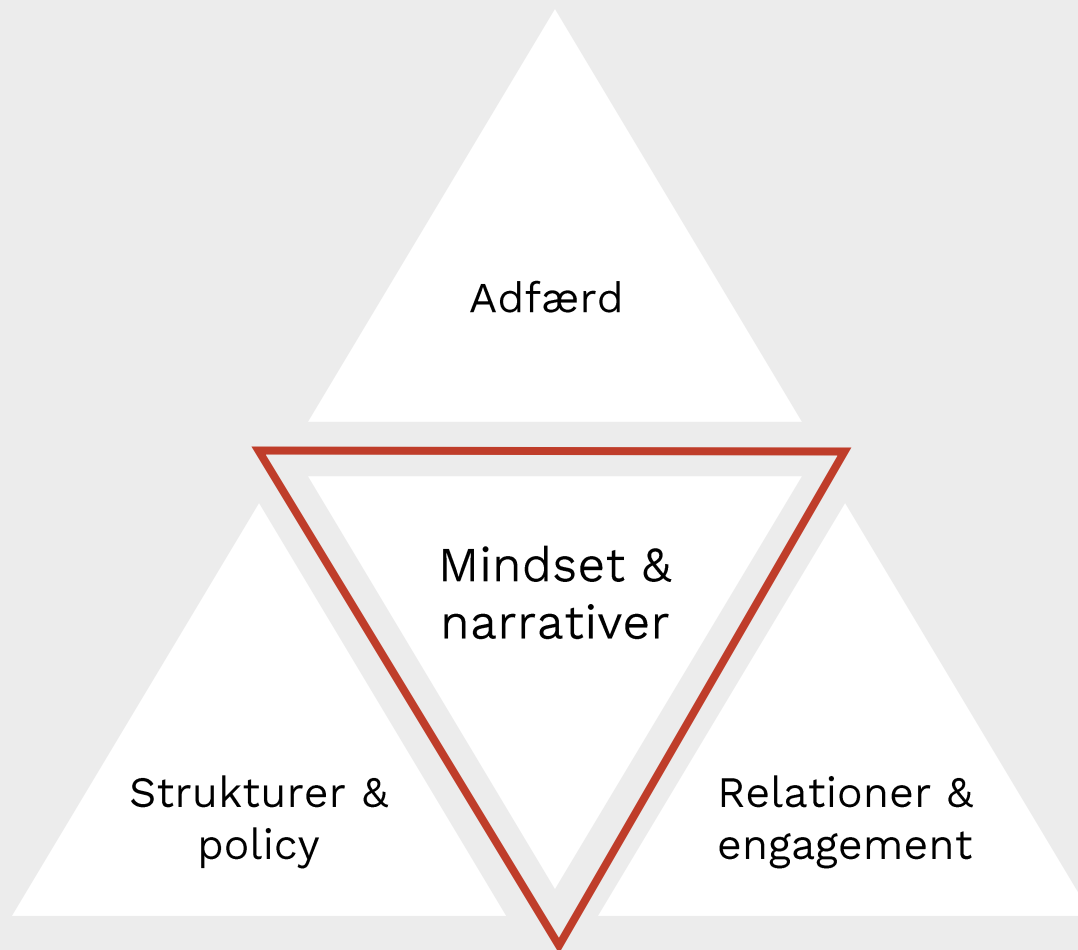 Adfærd
Mindset &
narrativer
Strukturer &
policy
Relationer &
engagement